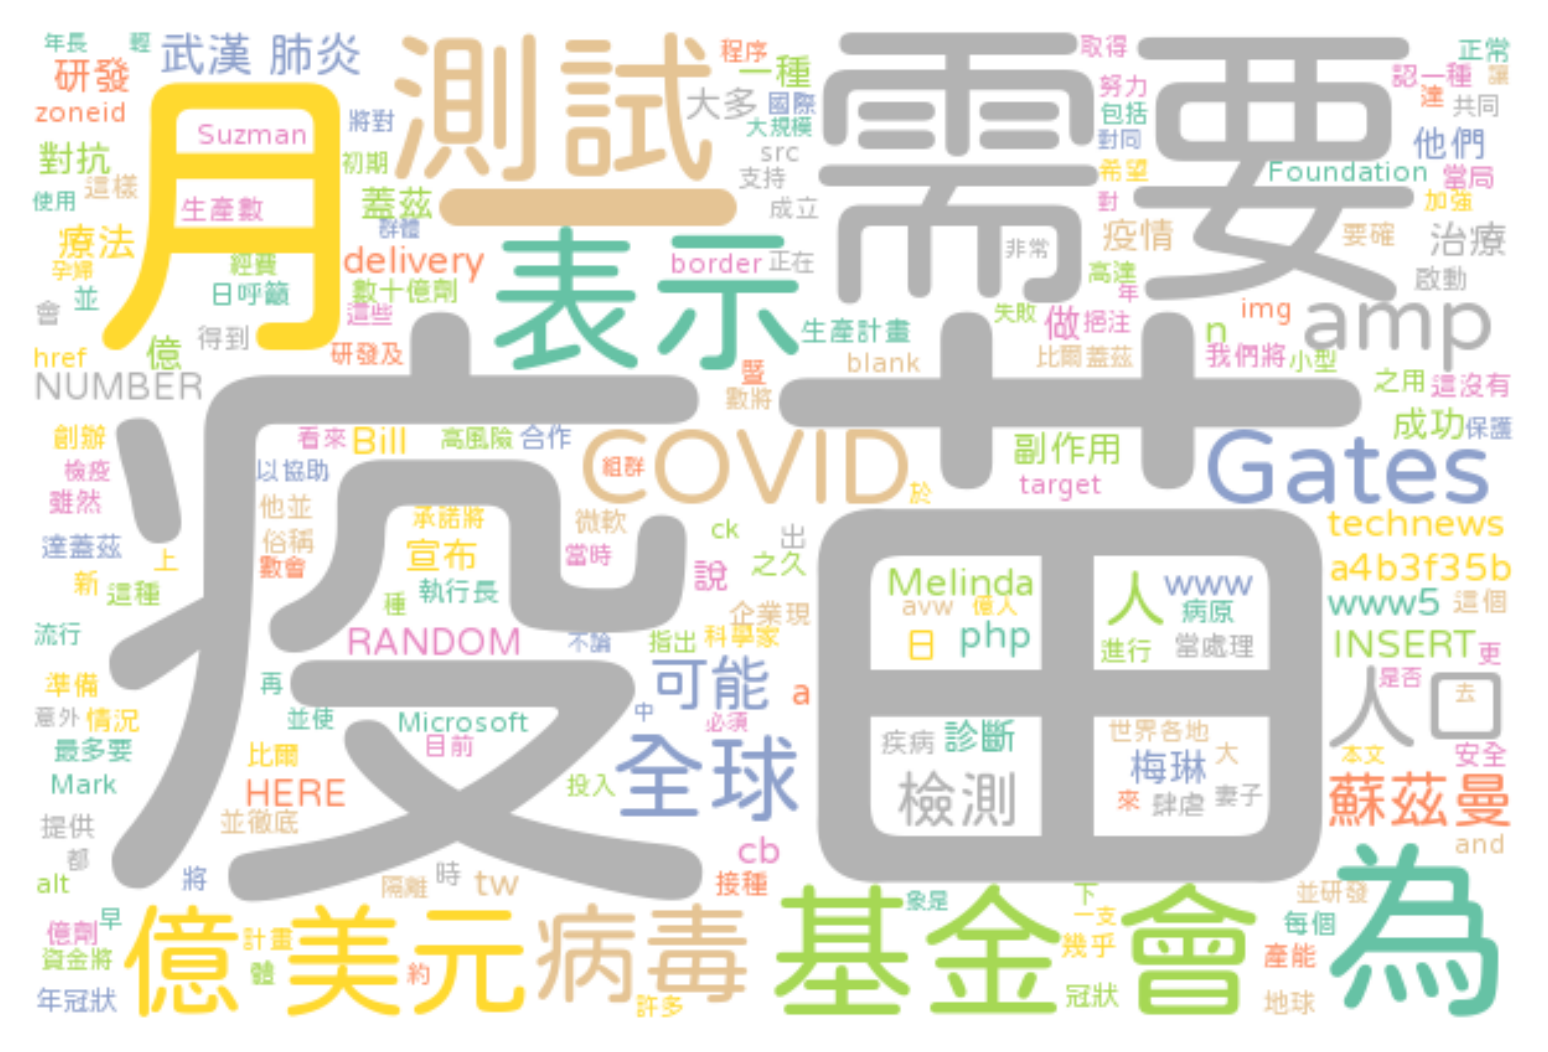 年長 輕 武漢 肺炎 測試 程序 一種 需要 取得 正常
研發 大多 國際 努力 認一種 讓
zoneid 月 Suzman 將對 大規模 包括 達 共同
對抗 初期 src 對同 他們
使用 這樣 生產數 蓋茲 一 支持 希望 Foundation 當局
療法 群體 成立 對 加強
孕婦 經費 delivery 表示 border 正在 非常 疫情 要確 治療
並 日呼籲 數十億劑 高達 啟動
會 得到 這些 年 img amp
href 億 研發及 生產計畫 失敗 做 挹注 n
NUMBER 暨 blank 比爾蓋茲 我們將 小型
疫苗 數將 之用 這沒有
創辦 看來 Bill 高風險 合作 COVID 副作用 Gates 成功 保護
檢疫 以協助 組群 target
雖然 他並 承諾將 微軟 於 technews
達蓋茲 上 俗稱 宣布 當時 ck 出
新 這種 數會 執行長 說 之久 Melinda 人 www a4b3f35b
種 企業現 avw 億人 病原 www5 這個
流行 RANDOM 不論 指出 科學家 日 php 進行 當處理 INSERT 更
準備 再 可能 a 人口 是否 去
意外 情況 並使 Microsoft 中 必須
最多要 比爾 目前 全球 疾病 診斷 世界各地 本文 安全
Mark HERE 投入 檢測 梅琳 大 蘇茲曼
提供 並徹底 來 肆虐 妻子
都 cb and
alt 將 隔離 時 tw 接種
早 億美元 病毒 基金會 象是 下 並研發 為
億劑 計畫 一支 每個
資金將 體 約 幾乎 產能
年冠狀 許多 冠狀 地球